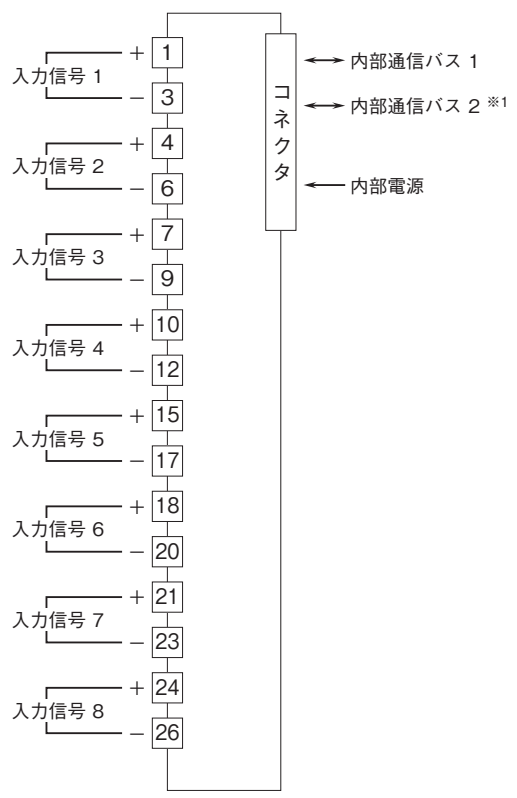 入力信号 1
+ 1
− 3
入力信号 2
+ 4
− 6
入力信号 3
+ 7
− 9
入力信号 4
+ 10
− 12
入力信号 5
+ 15
− 17
入力信号 6
+ 18
− 20
入力信号 7
+ 21
− 23
入力信号 8
+ 24
− 26
コネクタ
内部通信バス 1
内部通信バス 2 ※1
内部電源